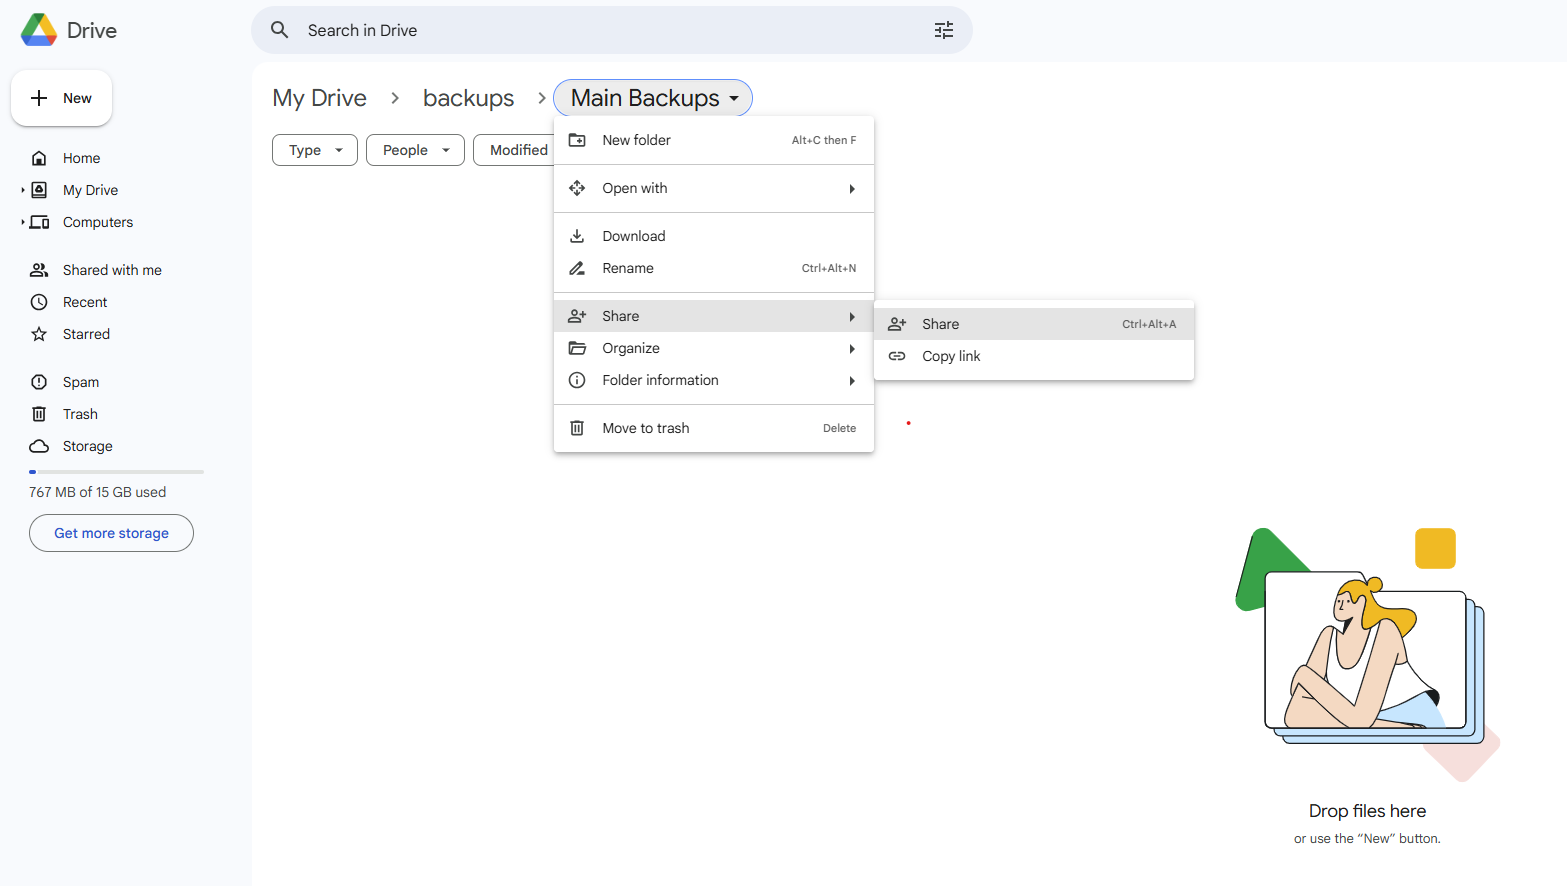 Drive
Search in Drive
New
My Drive
backups
Main Backups
Type
People
Modified
New folder Alt+C then F
Open with
Download
Rename Ctrl+Alt+N
Share
Organize
Folder information
Move to trash Delete
Share Ctrl+Alt+A
Copy link
Home
My Drive
Computers
Shared with me
Recent
Starred
Spam
Trash
Storage
767 MB of 15 GB used
Get more storage
Drop files here
or use the “New” button.